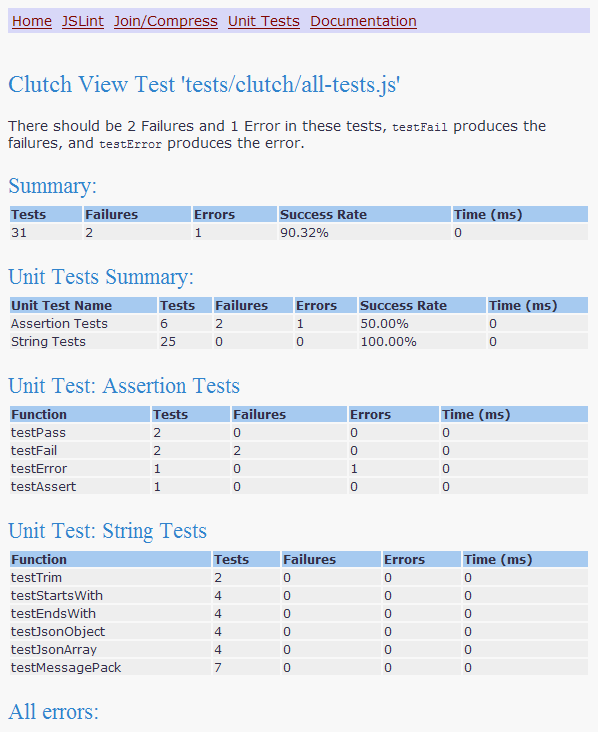 Home JSLint Join/Compress Unit Tests Documentation
Clutch View Test 'tests/clutch/all-tests.js'
There should be 2 Failures and 1 Error in these tests, testFail produces the
failures, and testError produces the error.
Summary:
Tests Failures Errors Success Rate Time (ms)
31 2 1 90.32% 0
Unit Tests Summary:
Unit Test Name Tests Failures Errors Success Rate Time (ms)
Assertion Tests 6 2 1 50.00% 0
String Tests 25 0 0 100.00% 0
Unit Test: Assertion Tests
Function Tests Failures Errors Time (ms)
testPass 2 0 0 0
testFail 2 2 0 0
testError 1 0 1 0
testAssert 1 0 0 0
Unit Test: String Tests
Function Tests Failures Errors Time (ms)
testTrim 2 0 0 0
testStartsWith 4 0 0 0
testEndsWith 4 0 0 0
testJsonObject 4 0 0 0
testJsonArray 4 0 0 0
testMessagePack 7 0 0 0
All errors: